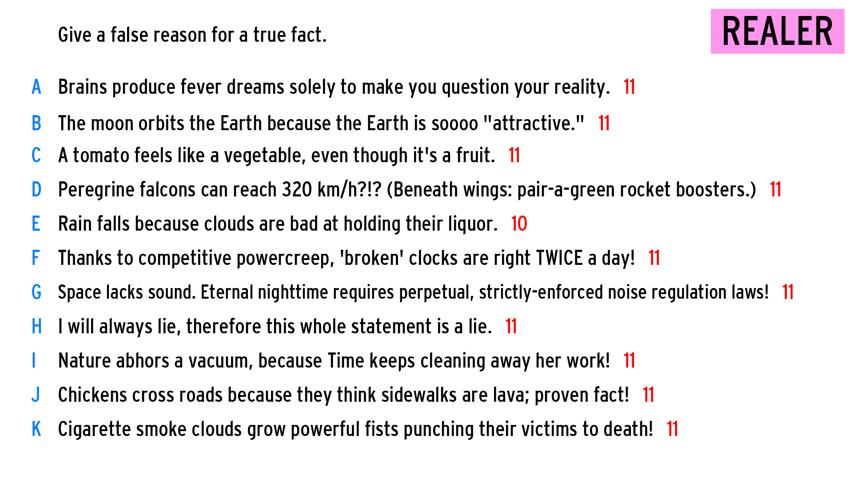 Give a false reason for a true fact.
REALER
A Brains produce fever dreams solely to make you question your reality. 11
B The moon orbits the Earth because the Earth is soooo "attractive." 11
C A tomato feels like a vegetable, even though it's a fruit. 11
D Peregrine falcons can reach 320 km/h?!? (Beneath wings: pair-a-green rocket boosters.) 11
E Rain falls because clouds are bad at holding their liquor. 10
F Thanks to competitive powercreep, 'broken' clocks are right TWICE a day! 11
G Space lacks sound. Eternal nighttime requires perpetual, strictly-enforced noise regulation laws! 11
H I will always lie, therefore this whole statement is a lie. 11
I Nature abhors a vacuum, because Time keeps cleaning away her work! 11
J Chickens cross roads because they think sidewalks are lava; proven fact! 11
K Cigarette smoke clouds grow powerful fists punching their victims to death! 11